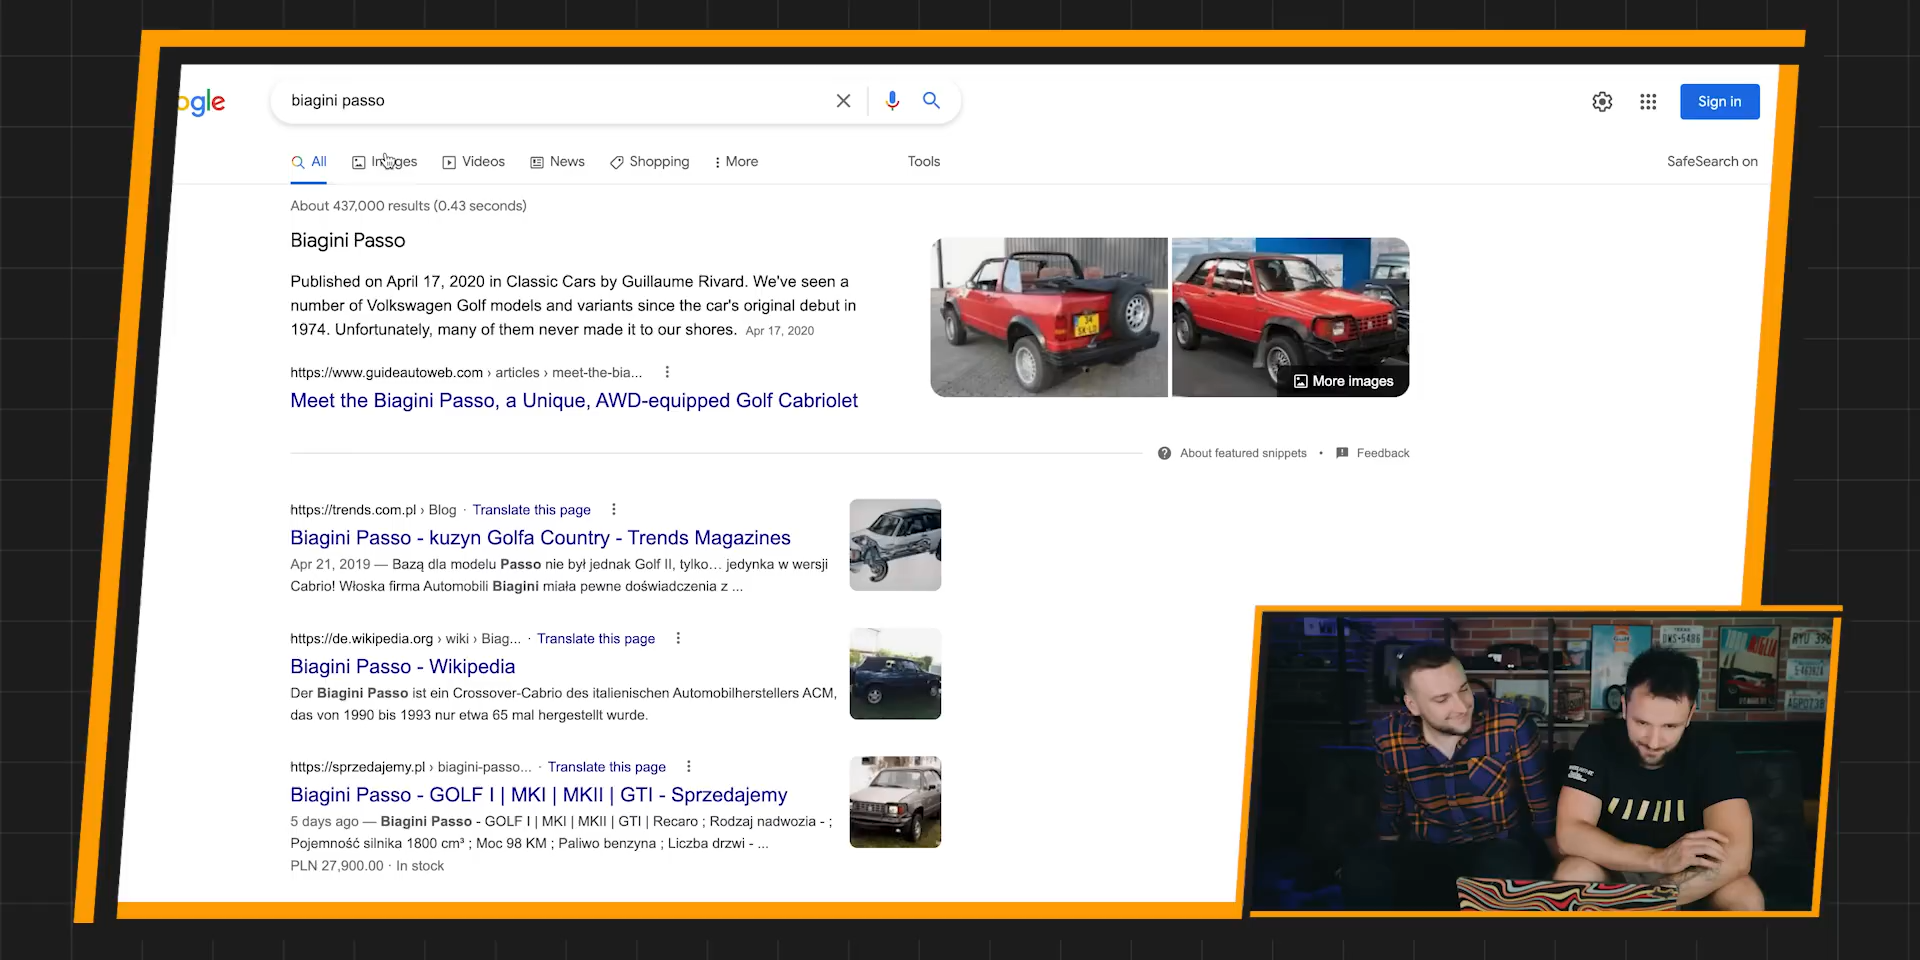 ogle
biagini passo
Sign in
All Images Videos News Shopping More Tools SafeSearch on
About 437,000 results (0.43 seconds)
Biagini Passo
Published on April 17, 2020 in Classic Cars by Guillaume Rivard. We've seen a
number of Volkswagen Golf models and variants since the car's original debut in
1974. Unfortunately, many of them never made it to our shores. Apr 17, 2020
https://www.guideautoweb.com › articles › meet-the-bia...
Meet the Biagini Passo, a Unique, AWD-equipped Golf Cabriolet
More images
About featured snippets • Feedback
https://trends.com.pl › Blog · Translate this page
Biagini Passo - kuzyn Golfa Country - Trends Magazines
Apr 21, 2019 — Bazą dla modelu Passo nie był jednak Golf II, tylko… jedynka w wersji
Cabrio! Włoska firma Automobili Biagini miała pewne doświadczenia z ...
https://de.wikipedia.org › wiki › Biag... · Translate this page
Biagini Passo - Wikipedia
Der Biagini Passo ist ein Crossover-Cabrio des italienischen Automobilherstellers ACM,
das von 1990 bis 1993 nur etwa 65 mal hergestellt wurde.
https://sprzedajemy.pl › biagini-passo... · Translate this page
Biagini Passo - GOLF I | MKI | MKII | GTI - Sprzedajemy
5 days ago — Biagini Passo - GOLF I | MKI | MKII | GTI | Recaro ; Rodzaj nadwozia - ;
Pojemność silnika 1800 cm³ ; Moc 98 KM ; Paliwo benzyna ; Liczba drzwi - ...
PLN 27,900.00 · In stock